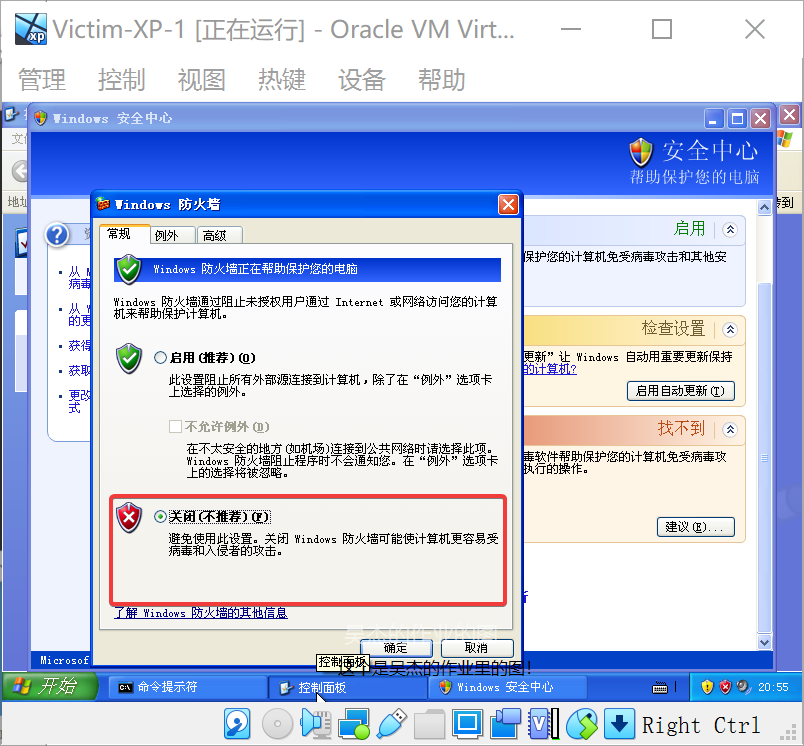 Victim-XP-1 [正在运行] - Oracle VM Virt...
管理 控制 视图 热键 设备 帮助
Windows 安全中心
安全中心
帮助保护您的电脑
Windows 防火墙
常规 例外 高级
Windows 防火墙正在帮助保护您的电脑
Windows 防火墙通过阻止未授权用户通过 Internet 或网络访问您的计算
机来帮助保护计算机。
启用(推荐)(O)
此设置阻止所有外部源连接到计算机，除了在“例外”选项卡
上选择的例外。
不允许例外(D)
在不太安全的地方(如机场)连接到公共网络时请选择此项。
Windows 防火墙阻止程序时不会通知您。在“例外”选项卡
上的选择将被忽略。
关闭(不推荐)(F)
避免使用此设置。关闭 Windows 防火墙可能使计算机更容易受
病毒和入侵者的攻击。
了解 Windows 防火墙的其他信息
确定 取消
从
病毒
从
的更
获得
获取
更改
式
启用
保护您的计算机免受病毒攻击和其他安
检查设置
更新”让 Windows 自动用重要更新保持
的计算机?
启用自动更新(T)
找不到
毒软件帮助保护您的计算机免受病毒攻
执行的操作。
建议(E)...
Microsof
控制面板
这个是吴杰的作业里的图！
开始 命令提示符 控制面板 Windows 安全中心 20:55
Right Ctrl